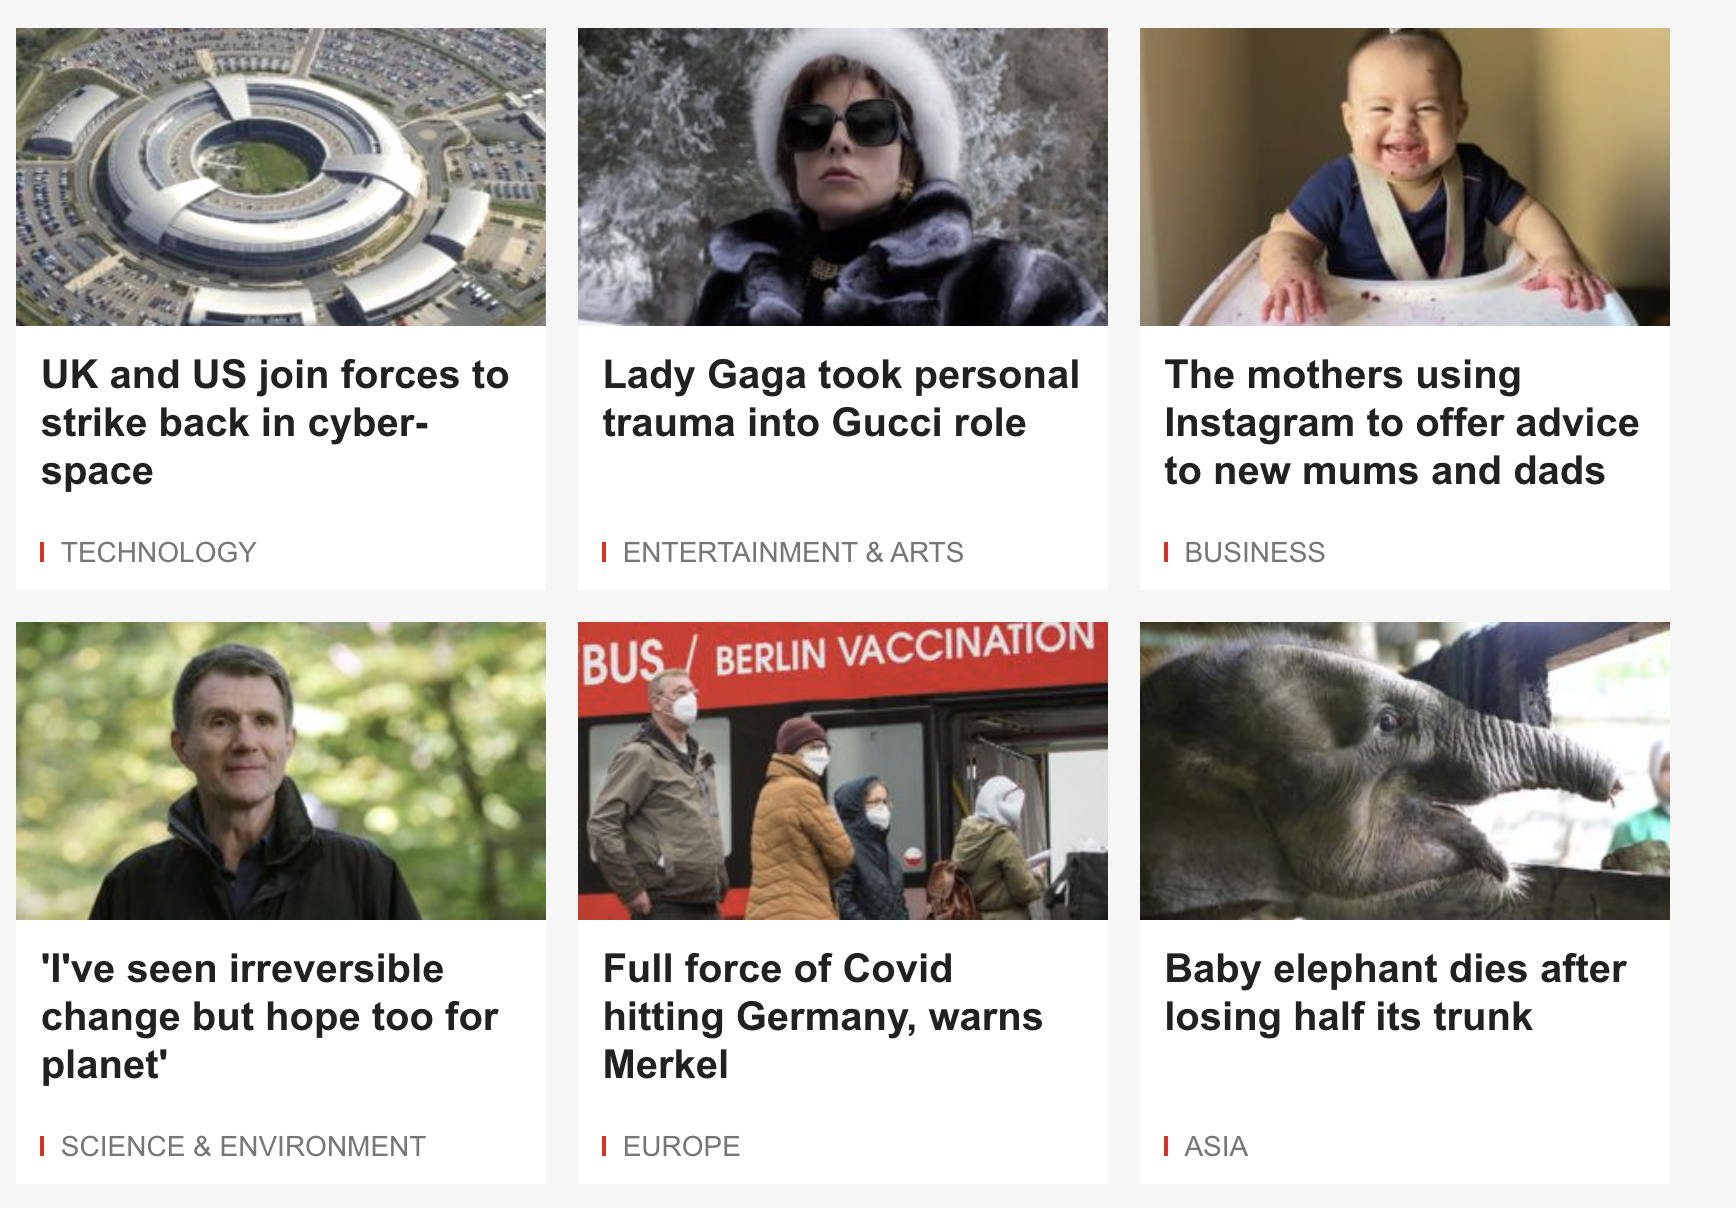 UK and US join forces to
strike back in cyber-
space
TECHNOLOGY
Lady Gaga took personal
trauma into Gucci role
ENTERTAINMENT & ARTS
The mothers using
Instagram to offer advice
to new mums and dads
BUSINESS
'I've seen irreversible
change but hope too for
planet'
SCIENCE & ENVIRONMENT
BUS / BERLIN VACCINATION
Full force of Covid
hitting Germany, warns
Merkel
EUROPE
Baby elephant dies after
losing half its trunk
ASIA